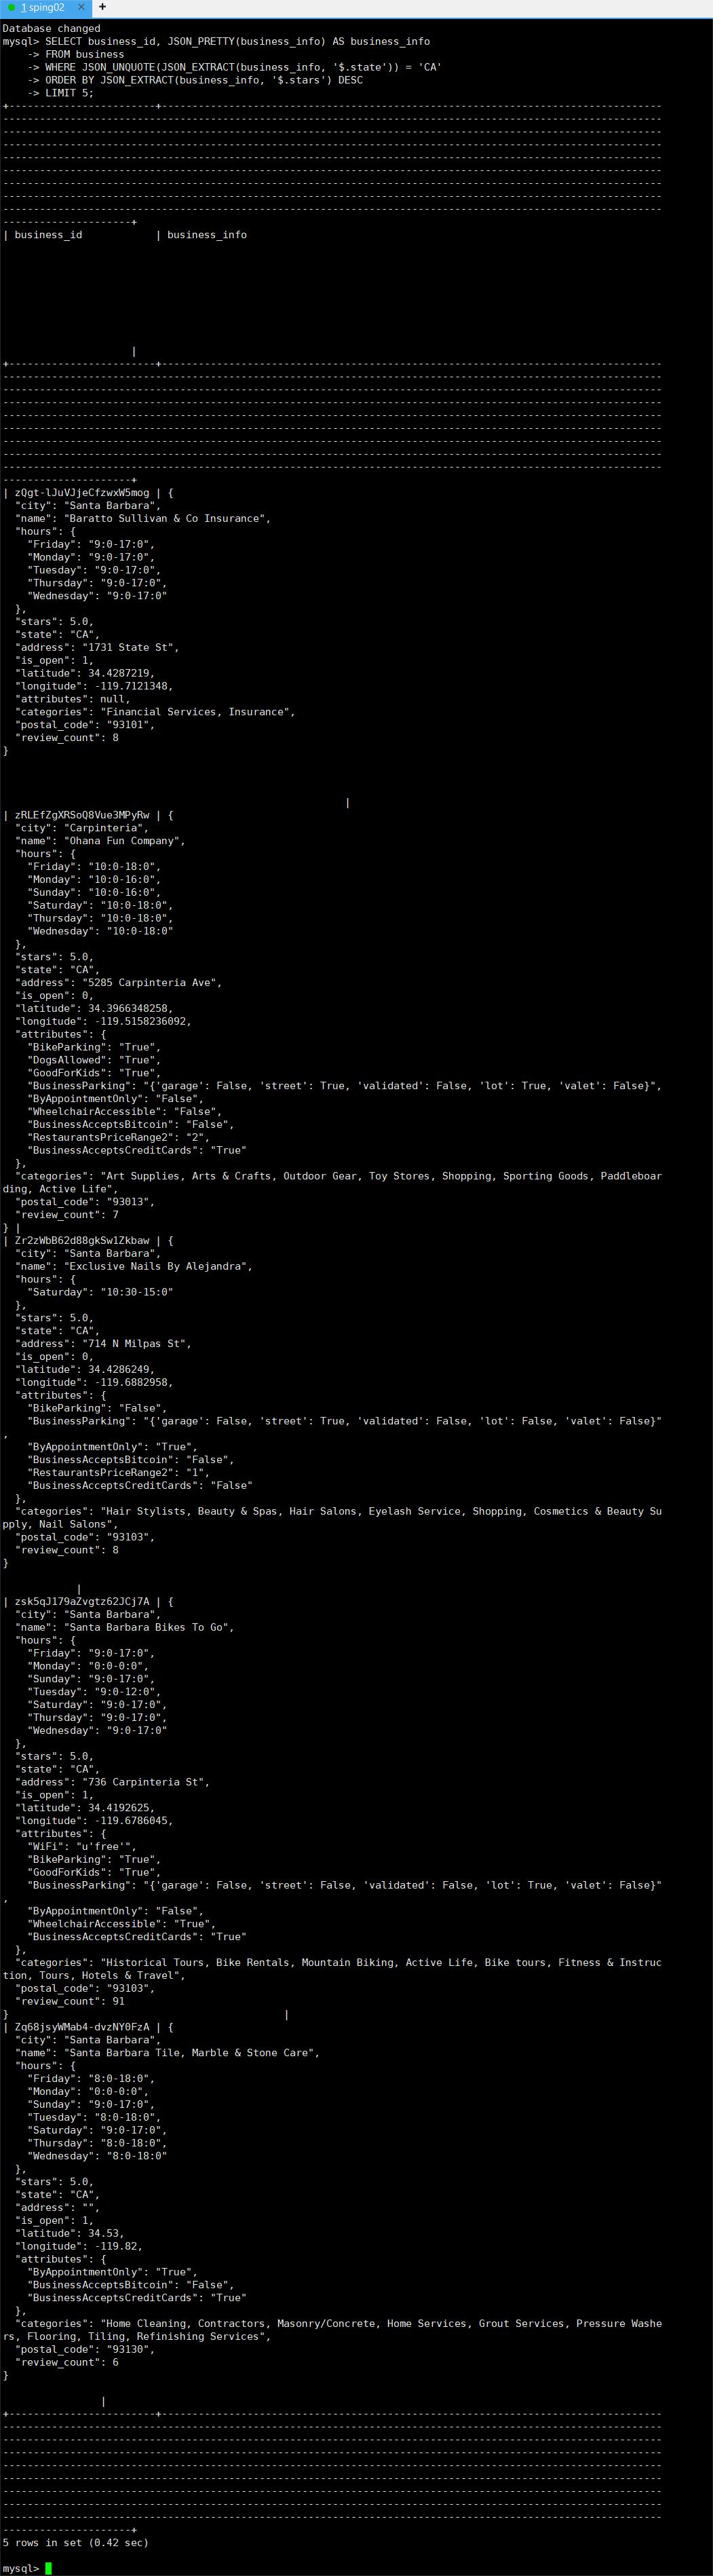 1 sping02 × +
Database changed
mysql> SELECT business_id, JSON_PRETTY(business_info) AS business_info
    -> FROM business
    -> WHERE JSON_UNQUOTE(JSON_EXTRACT(business_info, '$.state')) = 'CA'
    -> ORDER BY JSON_EXTRACT(business_info, '$.stars') DESC
    -> LIMIT 5;
+------------------------+----------------------------------------------------------------------------------
------------------------------------------------------------------------------------------------------------
------------------------------------------------------------------------------------------------------------
------------------------------------------------------------------------------------------------------------
------------------------------------------------------------------------------------------------------------
------------------------------------------------------------------------------------------------------------
------------------------------------------------------------------------------------------------------------
------------------------------------------------------------------------------------------------------------
------------------------------------------------------------------------------------------------------------
---------------------+
| business_id            | business_info
                     |
+------------------------+----------------------------------------------------------------------------------
------------------------------------------------------------------------------------------------------------
------------------------------------------------------------------------------------------------------------
------------------------------------------------------------------------------------------------------------
------------------------------------------------------------------------------------------------------------
------------------------------------------------------------------------------------------------------------
------------------------------------------------------------------------------------------------------------
------------------------------------------------------------------------------------------------------------
------------------------------------------------------------------------------------------------------------
---------------------+
| zQgt-lJuVJjeCfzwxW5mog | {
  "city": "Santa Barbara",
  "name": "Baratto Sullivan & Co Insurance",
  "hours": {
    "Friday": "9:0-17:0",
    "Monday": "9:0-17:0",
    "Tuesday": "9:0-17:0",
    "Thursday": "9:0-17:0",
    "Wednesday": "9:0-17:0"
  },
  "stars": 5.0,
  "state": "CA",
  "address": "1731 State St",
  "is_open": 1,
  "latitude": 34.4287219,
  "longitude": -119.7121348,
  "attributes": null,
  "categories": "Financial Services, Insurance",
  "postal_code": "93101",
  "review_count": 8
}
                                                        |
| zRLEfZgXRSoQ8Vue3MPyRw | {
  "city": "Carpinteria",
  "name": "Ohana Fun Company",
  "hours": {
    "Friday": "10:0-18:0",
    "Monday": "10:0-16:0",
    "Sunday": "10:0-16:0",
    "Saturday": "10:0-18:0",
    "Thursday": "10:0-18:0",
    "Wednesday": "10:0-18:0"
  },
  "stars": 5.0,
  "state": "CA",
  "address": "5285 Carpinteria Ave",
  "is_open": 0,
  "latitude": 34.3966348258,
  "longitude": -119.5158236092,
  "attributes": {
    "BikeParking": "True",
    "DogsAllowed": "True",
    "GoodForKids": "True",
    "BusinessParking": "{'garage': False, 'street': True, 'validated': False, 'lot': True, 'valet': False}",
    "ByAppointmentOnly": "False",
    "WheelchairAccessible": "False",
    "BusinessAcceptsBitcoin": "False",
    "RestaurantsPriceRange2": "2",
    "BusinessAcceptsCreditCards": "True"
  },
  "categories": "Art Supplies, Arts & Crafts, Outdoor Gear, Toy Stores, Shopping, Sporting Goods, Paddleboar
ding, Active Life",
  "postal_code": "93013",
  "review_count": 7
} |
| Zr2zWbB62d88gkSw1Zkbaw | {
  "city": "Santa Barbara",
  "name": "Exclusive Nails By Alejandra",
  "hours": {
    "Saturday": "10:30-15:0"
  },
  "stars": 5.0,
  "state": "CA",
  "address": "714 N Milpas St",
  "is_open": 0,
  "latitude": 34.4286249,
  "longitude": -119.6882958,
  "attributes": {
    "BikeParking": "False",
    "BusinessParking": "{'garage': False, 'street': True, 'validated': False, 'lot': False, 'valet': False}"
,
    "ByAppointmentOnly": "True",
    "BusinessAcceptsBitcoin": "False",
    "RestaurantsPriceRange2": "1",
    "BusinessAcceptsCreditCards": "False"
  },
  "categories": "Hair Stylists, Beauty & Spas, Hair Salons, Eyelash Service, Shopping, Cosmetics & Beauty Su
pply, Nail Salons",
  "postal_code": "93103",
  "review_count": 8
}
            |
| zsk5qJ179aZvgtz62JCj7A | {
  "city": "Santa Barbara",
  "name": "Santa Barbara Bikes To Go",
  "hours": {
    "Friday": "9:0-17:0",
    "Monday": "0:0-0:0",
    "Sunday": "9:0-17:0",
    "Tuesday": "9:0-12:0",
    "Saturday": "9:0-17:0",
    "Thursday": "9:0-17:0",
    "Wednesday": "9:0-17:0"
  },
  "stars": 5.0,
  "state": "CA",
  "address": "736 Carpinteria St",
  "is_open": 1,
  "latitude": 34.4192625,
  "longitude": -119.6786045,
  "attributes": {
    "WiFi": "u'free'",
    "BikeParking": "True",
    "GoodForKids": "True",
    "BusinessParking": "{'garage': False, 'street': False, 'validated': False, 'lot': True, 'valet': False}"
,
    "ByAppointmentOnly": "False",
    "WheelchairAccessible": "True",
    "BusinessAcceptsCreditCards": "True"
  },
  "categories": "Historical Tours, Bike Rentals, Mountain Biking, Active Life, Bike tours, Fitness & Instruc
tion, Tours, Hotels & Travel",
  "postal_code": "93103",
  "review_count": 91
}                                             |
| Zq68jsyWMab4-dvzNY0FzA | {
  "city": "Santa Barbara",
  "name": "Santa Barbara Tile, Marble & Stone Care",
  "hours": {
    "Friday": "8:0-18:0",
    "Monday": "0:0-0:0",
    "Sunday": "9:0-17:0",
    "Tuesday": "8:0-18:0",
    "Saturday": "9:0-17:0",
    "Thursday": "8:0-18:0",
    "Wednesday": "8:0-18:0"
  },
  "stars": 5.0,
  "state": "CA",
  "address": "",
  "is_open": 1,
  "latitude": 34.53,
  "longitude": -119.82,
  "attributes": {
    "ByAppointmentOnly": "True",
    "BusinessAcceptsBitcoin": "False",
    "BusinessAcceptsCreditCards": "True"
  },
  "categories": "Home Cleaning, Contractors, Masonry/Concrete, Home Services, Grout Services, Pressure Washe
rs, Flooring, Tiling, Refinishing Services",
  "postal_code": "93130",
  "review_count": 6
}
                |
+------------------------+----------------------------------------------------------------------------------
------------------------------------------------------------------------------------------------------------
------------------------------------------------------------------------------------------------------------
------------------------------------------------------------------------------------------------------------
------------------------------------------------------------------------------------------------------------
------------------------------------------------------------------------------------------------------------
------------------------------------------------------------------------------------------------------------
------------------------------------------------------------------------------------------------------------
------------------------------------------------------------------------------------------------------------
---------------------+
5 rows in set (0.42 sec)
mysql>